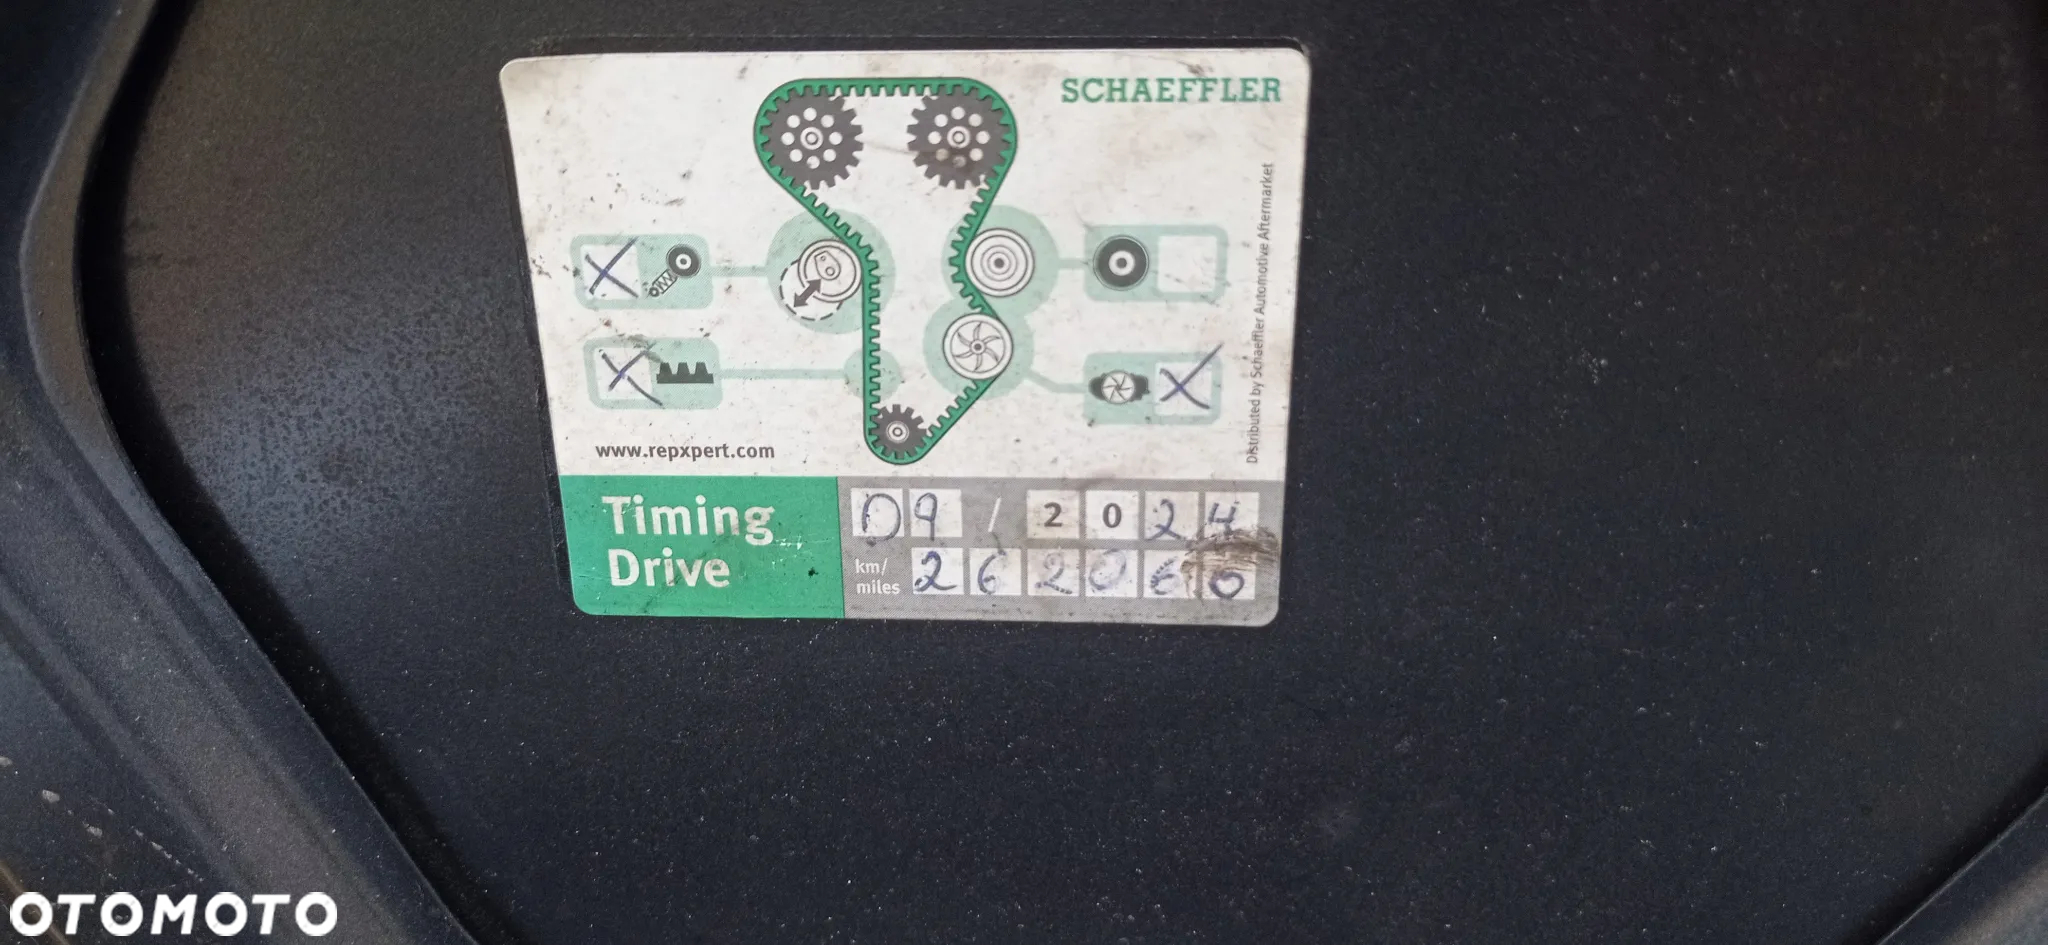 SCHAEFFLER
Distributed by Schaeffler Automotive Aftermarket
www.repxpert.com
Timing
Drive
09 / 2024
km/
miles
262060
OTOMOTO